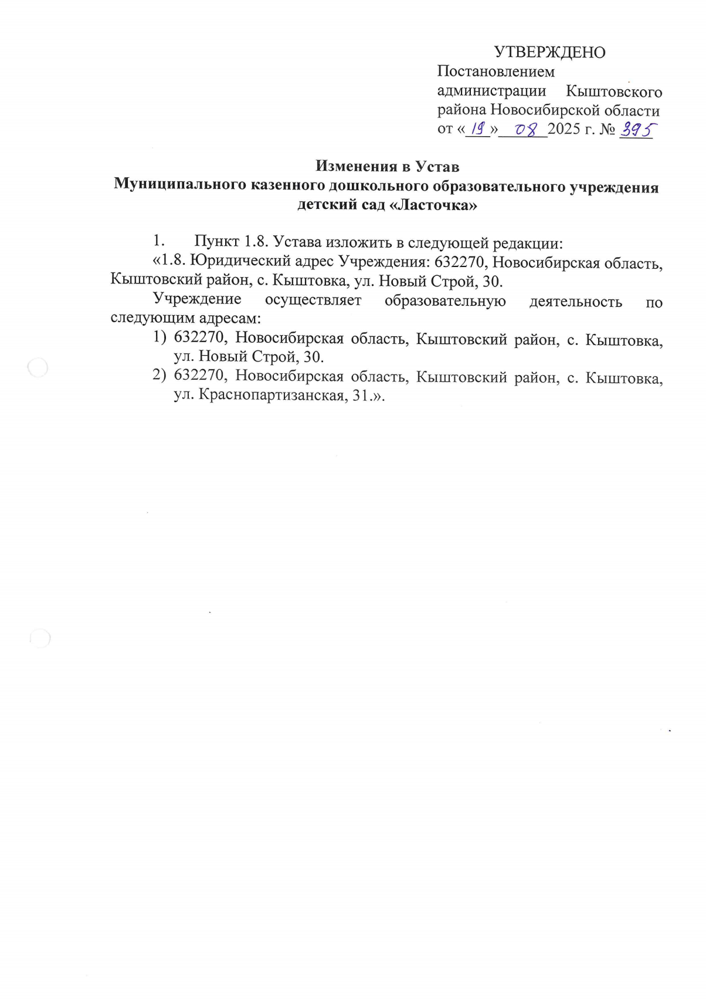 УТВЕРЖДЕНО
Постановлением
администрации Кыштовского
района Новосибирской области
от «19» 08 2025 г. № 395
Изменения в Устав
Муниципального казенного дошкольного образовательного учреждения
детский сад «Ласточка»
1. Пункт 1.8. Устава изложить в следующей редакции:
«1.8. Юридический адрес Учреждения: 632270, Новосибирская область,
Кыштовский район, с. Кыштовка, ул. Новый Строй, 30.
Учреждение осуществляет образовательную деятельность по
следующим адресам:
1) 632270, Новосибирская область, Кыштовский район, с. Кыштовка,
ул. Новый Строй, 30.
2) 632270, Новосибирская область, Кыштовский район, с. Кыштовка,
ул. Краснопартизанская, 31.».